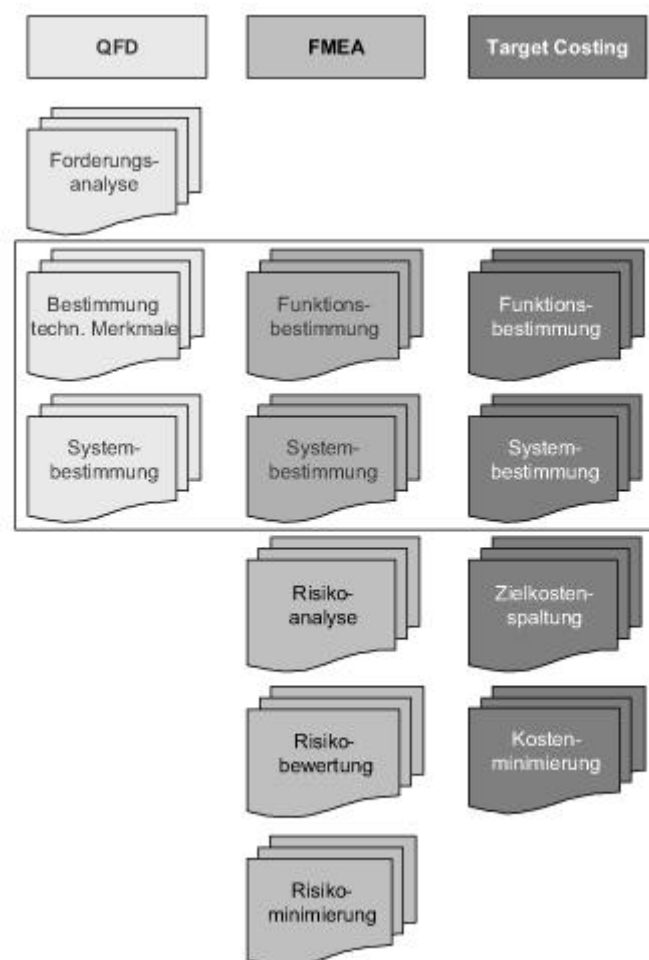 QFD
FMEA
Target Costing
Forderungs-
analyse
Bestimmung
techn. Merkmale
Funktions-
bestimmung
Funktions-
bestimmung
System-
bestimmung
System-
bestimmung
System-
bestimmung
Risiko-
analyse
Zielkosten-
spaltung
Risiko-
bewertung
Kosten-
minimierung
Risiko-
minimierung